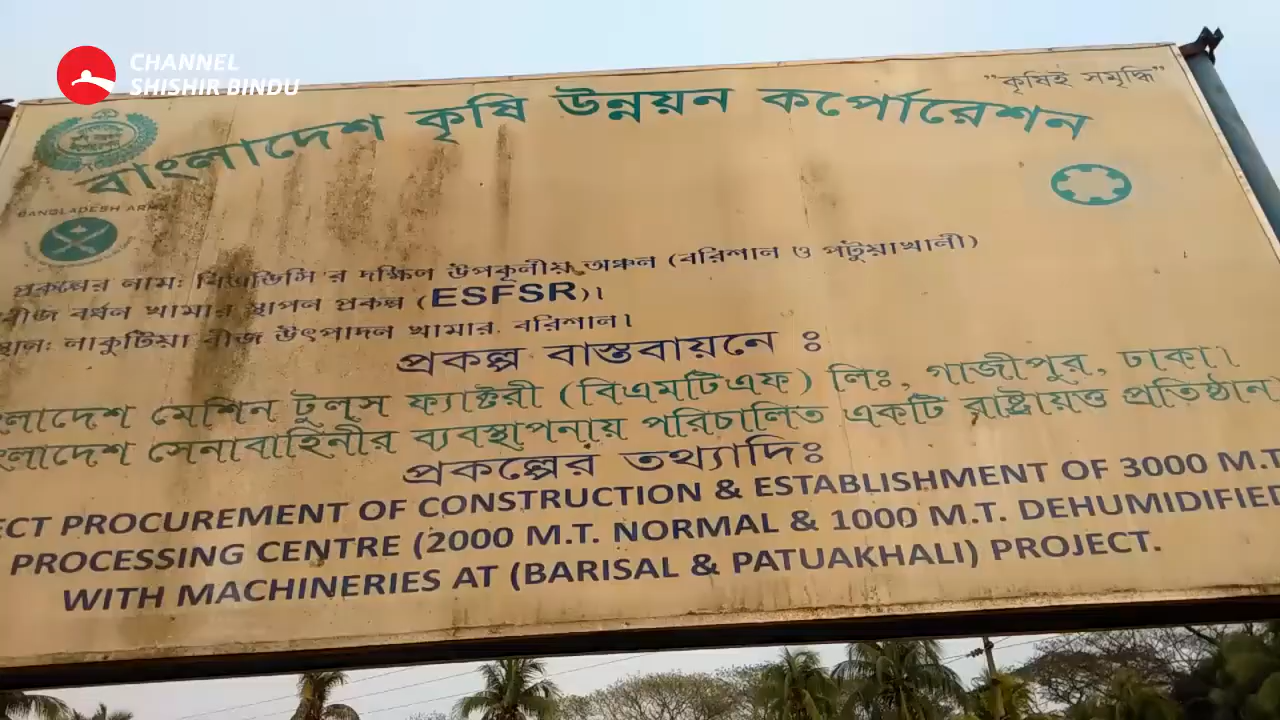 CHANNEL
SHISHIR BINDU
"কৃষিই সমৃদ্ধি"
বাংলাদেশ কৃষি উন্নয়ন কর্পোরেশন
BANGLADESH ARMY
প্রকল্পের নাম: বিএডিসি'র দক্ষিণ উপকূলীয় অঞ্চল (বরিশাল ও পটুয়াখালী)
বীজ বর্ধন খামার স্থাপন প্রকল্প (ESFSR)।
স্থান: লাকুটিয়া বীজ উৎপাদন খামার, বরিশাল।
প্রকল্প বাস্তবায়নে ঃ
লাদেশ মেশিন টুলস ফ্যাক্টরী (বিএমটিএফ) লিঃ, গাজীপুর, ঢাকা।
লাদেশ সেনাবাহিনীর ব্যবস্থাপনায় পরিচালিত একটি রাষ্ট্রায়ত্ত প্রতিষ্ঠান
প্রকল্পের তথ্যাদিঃ
ECT PROCUREMENT OF CONSTRUCTION & ESTABLISHMENT OF 3000 M.T
PROCESSING CENTRE (2000 M.T. NORMAL & 1000 M.T. DEHUMIDIFIED
WITH MACHINERIES AT (BARISAL & PATUAKHALI) PROJECT.